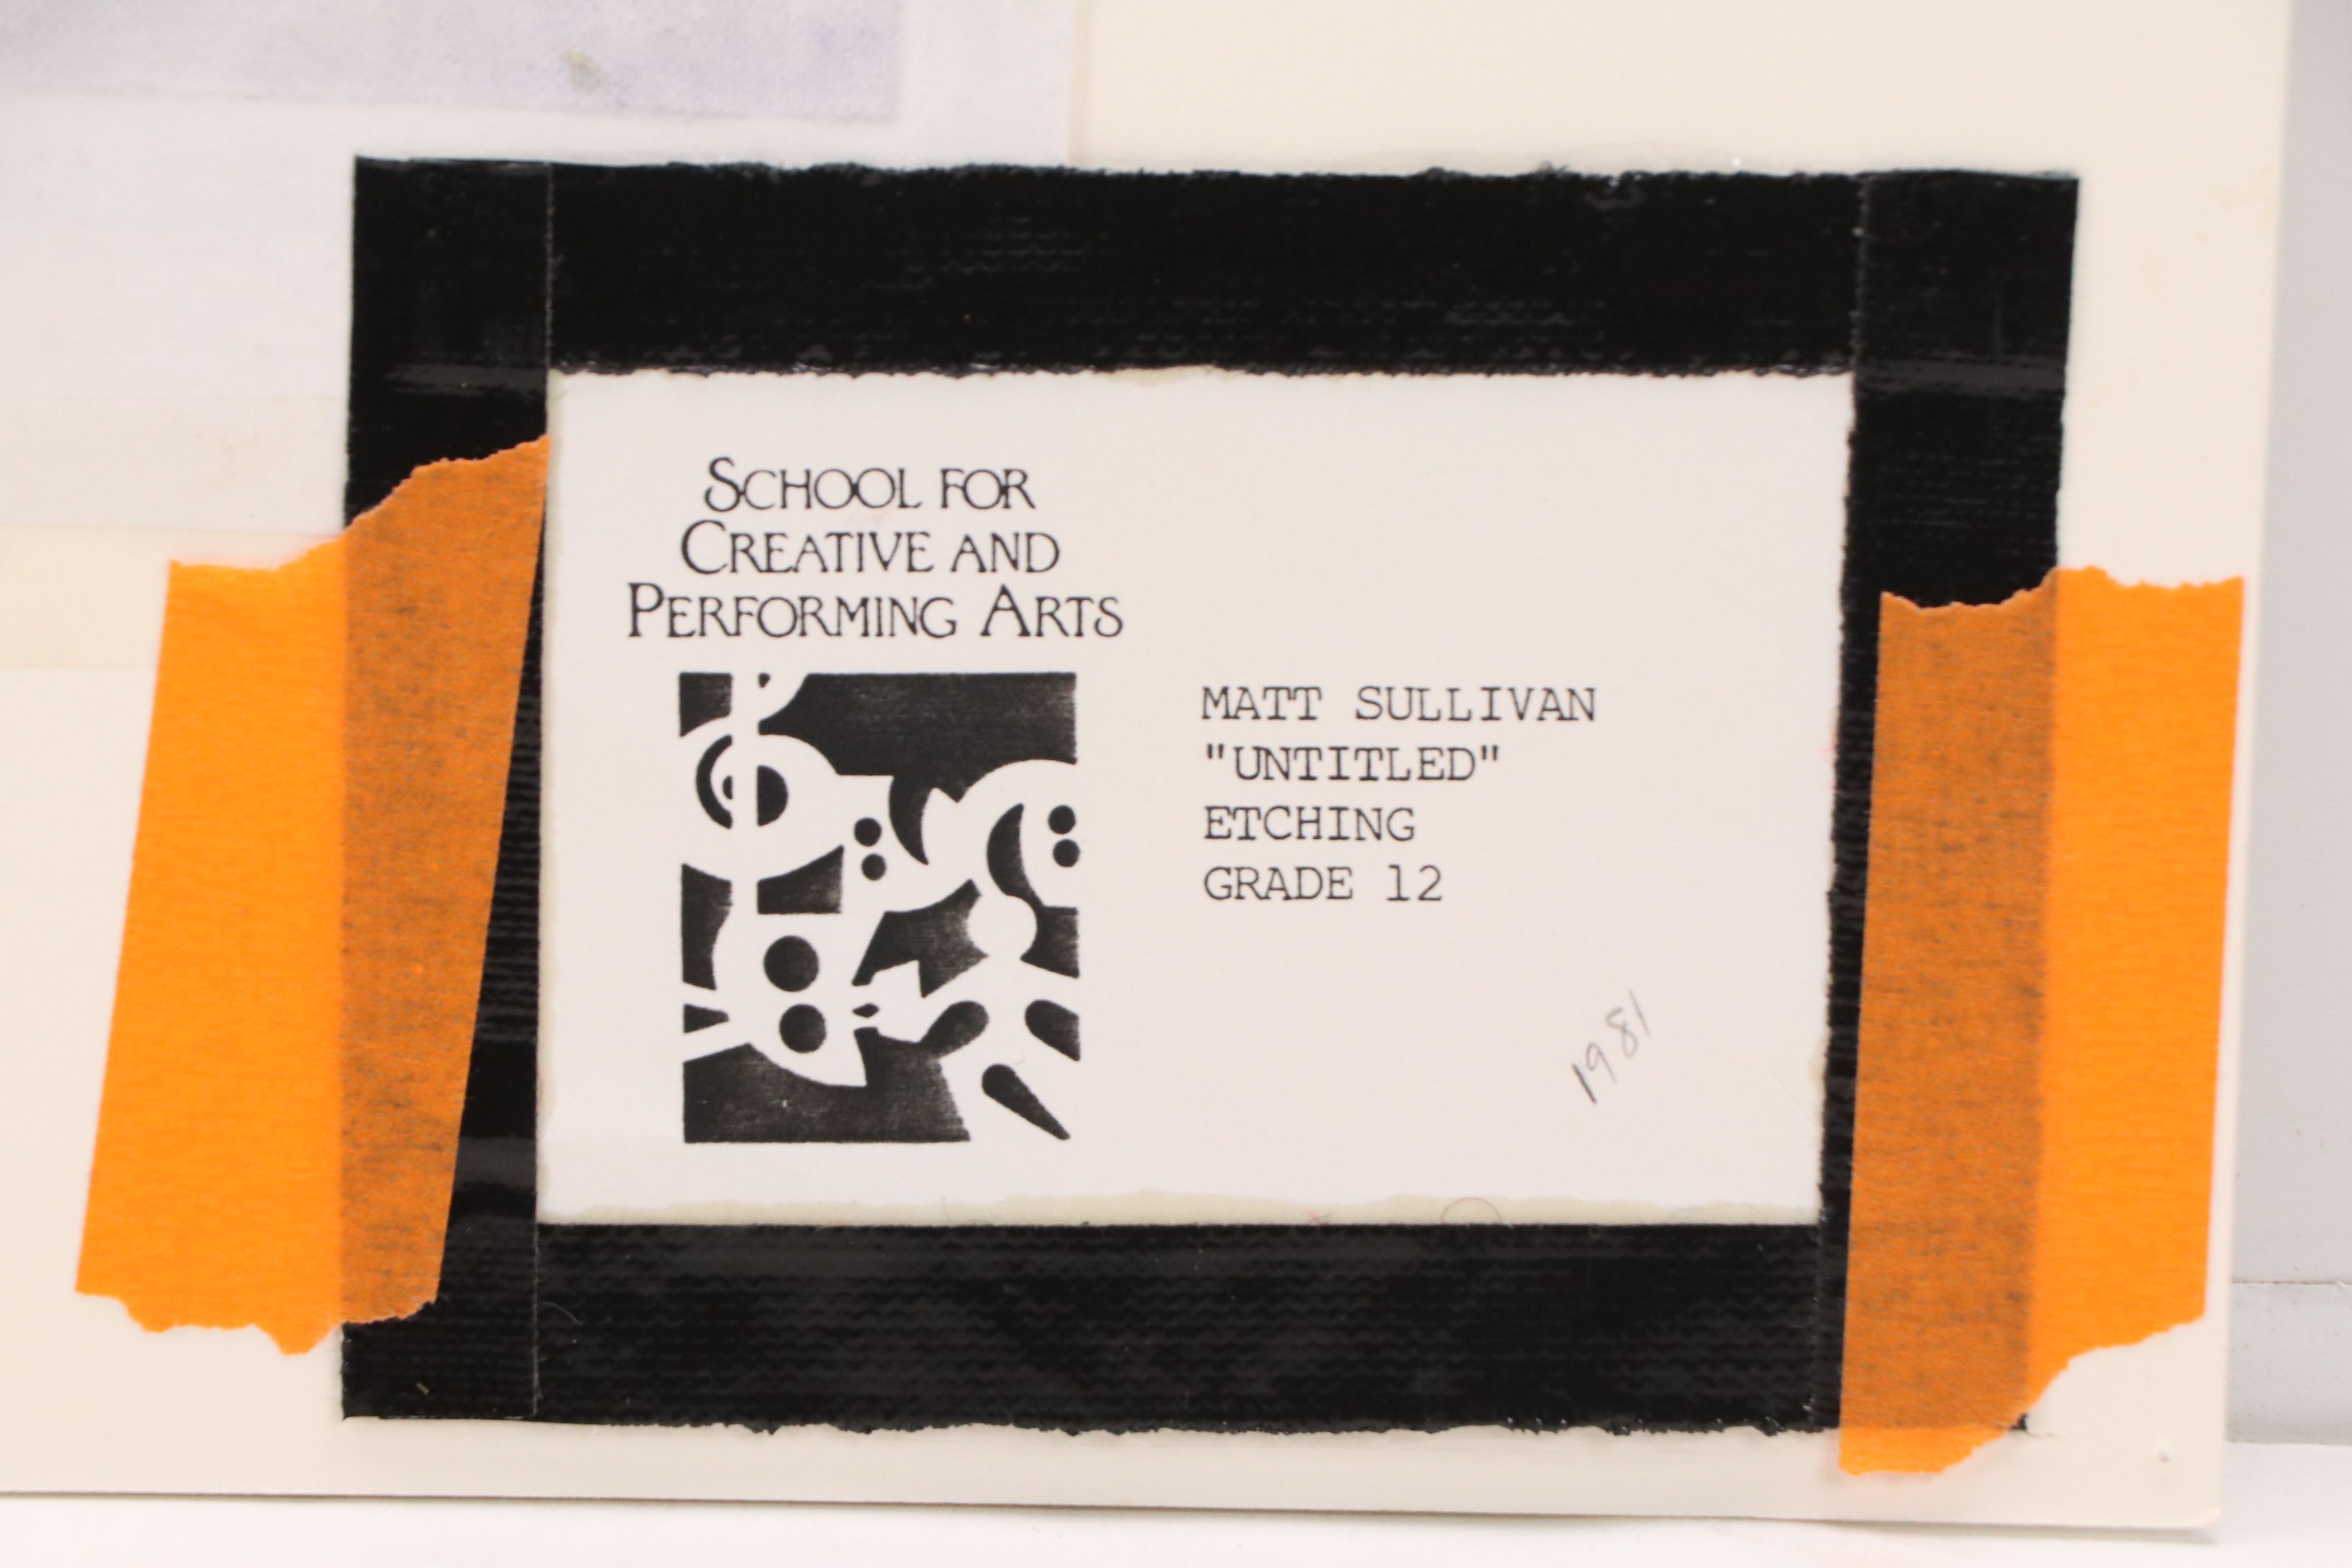 SCHOOL FOR
CREATIVE AND
PERFORMING ARTS
MATT SULLIVAN
"UNTITLED"
ETCHING
GRADE 12
1981